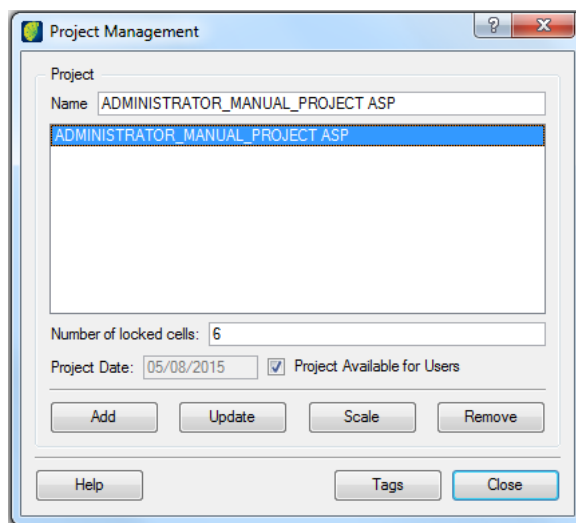 Project Management
?
Project
Name ADMINISTRATOR_MANUAL_PROJECT ASP
ADMINISTRATOR_MANUAL_PROJECT ASP
Number of locked cells: 6
Project Date: 05/08/2015 Project Available for Users
Add Update Scale Remove
Help Tags Close